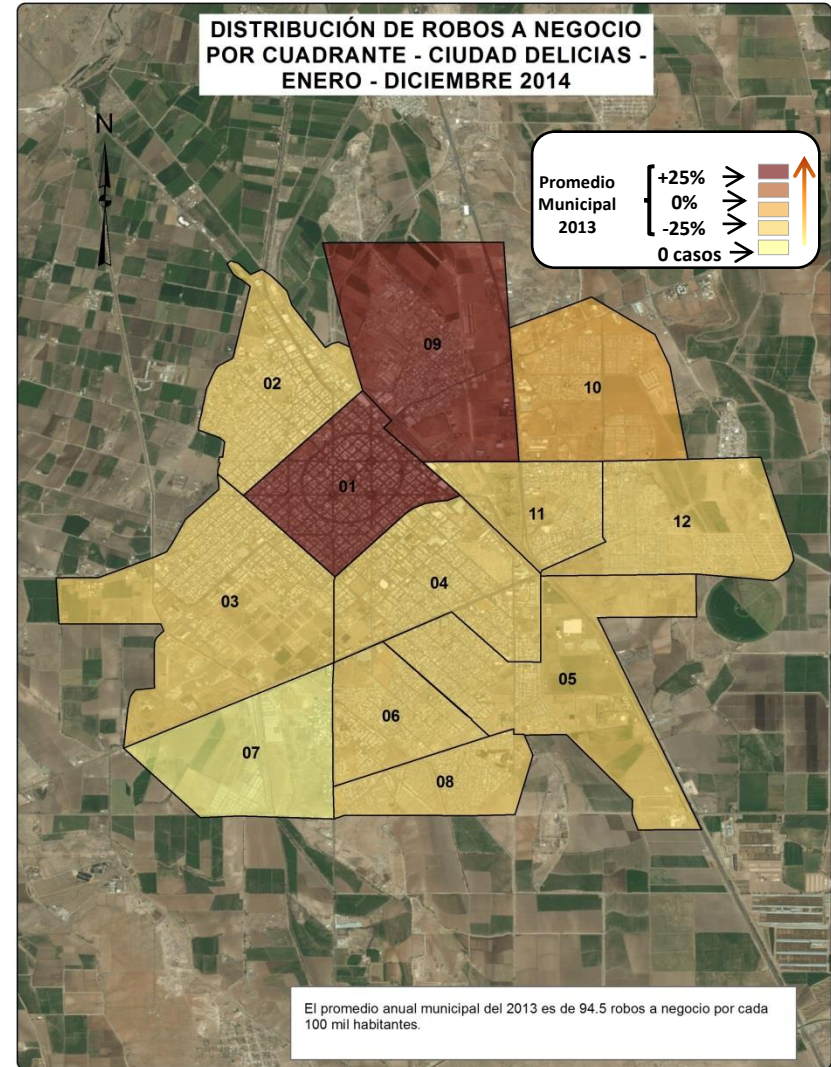 DISTRIBUCIÓN DE ROBOS A NEGOCIO
POR CUADRANTE - CIUDAD DELICIAS -
ENERO - DICIEMBRE 2014
N
Promedio
Municipal
2013
+25%
0%
-25%
0 casos
09
02
10
01
11
12
04
03
05
06
07
08
El promedio anual municipal del 2013 es de 94.5 robos a negocio por cada
100 mil habitantes.